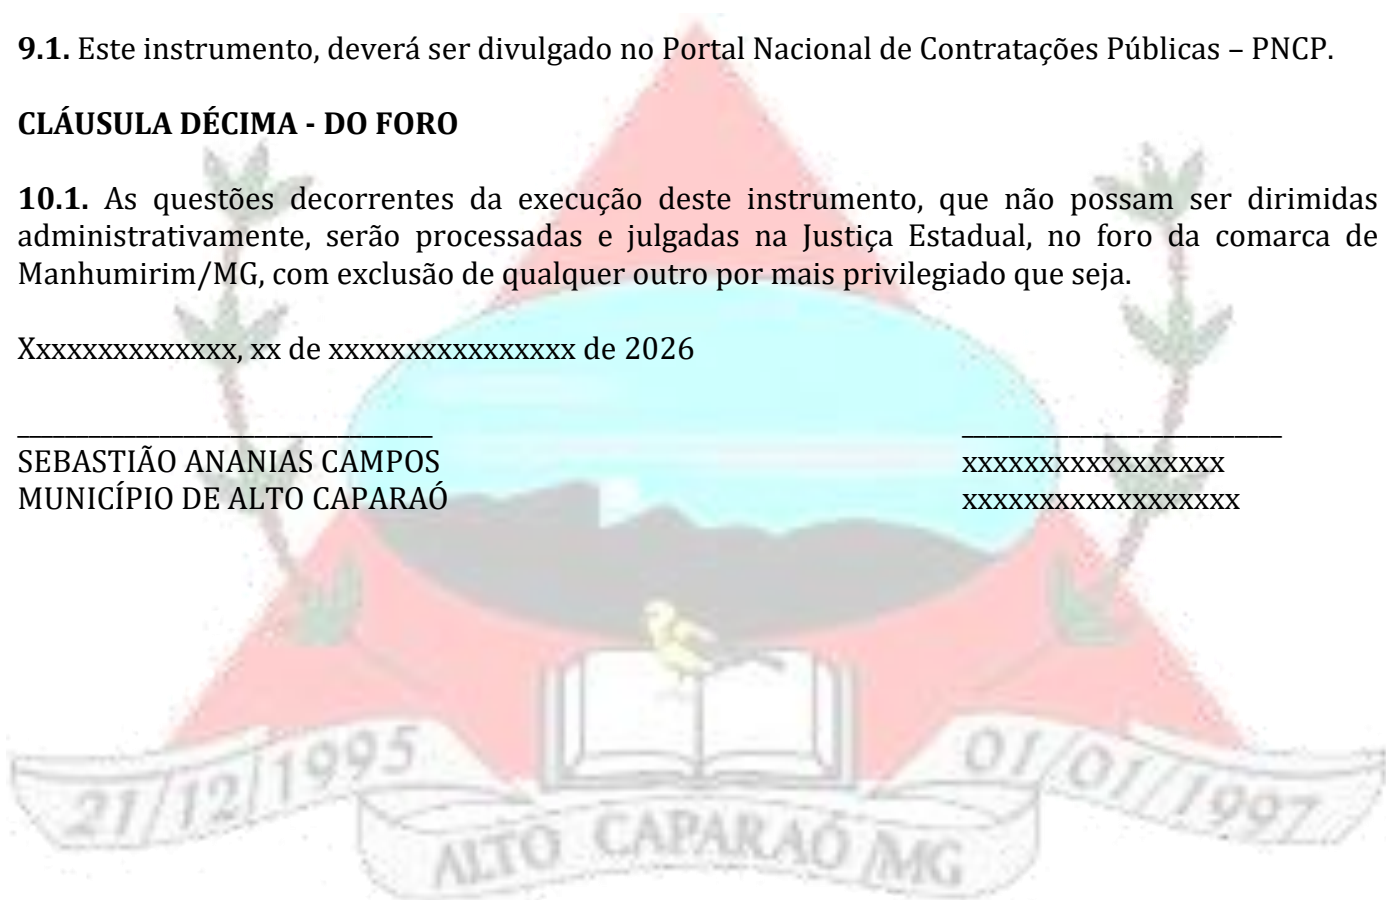 9.1. Este instrumento, deverá ser divulgado no Portal Nacional de Contratações Públicas – PNCP.
CLÁUSULA DÉCIMA - DO FORO
10.1. As questões decorrentes da execução deste instrumento, que não possam ser dirimidas
administrativamente, serão processadas e julgadas na Justiça Estadual, no foro da comarca de
Manhumirim/MG, com exclusão de qualquer outro por mais privilegiado que seja.
Xxxxxxxxxxxxxx, xx de xxxxxxxxxxxxxxxx de 2026
SEBASTIÃO ANANIAS CAMPOS xxxxxxxxxxxxxxxxx
MUNICÍPIO DE ALTO CAPARAÓ xxxxxxxxxxxxxxxxxx
21/12/1995 01/01/1997
ALTO CAPARAÓ/MG